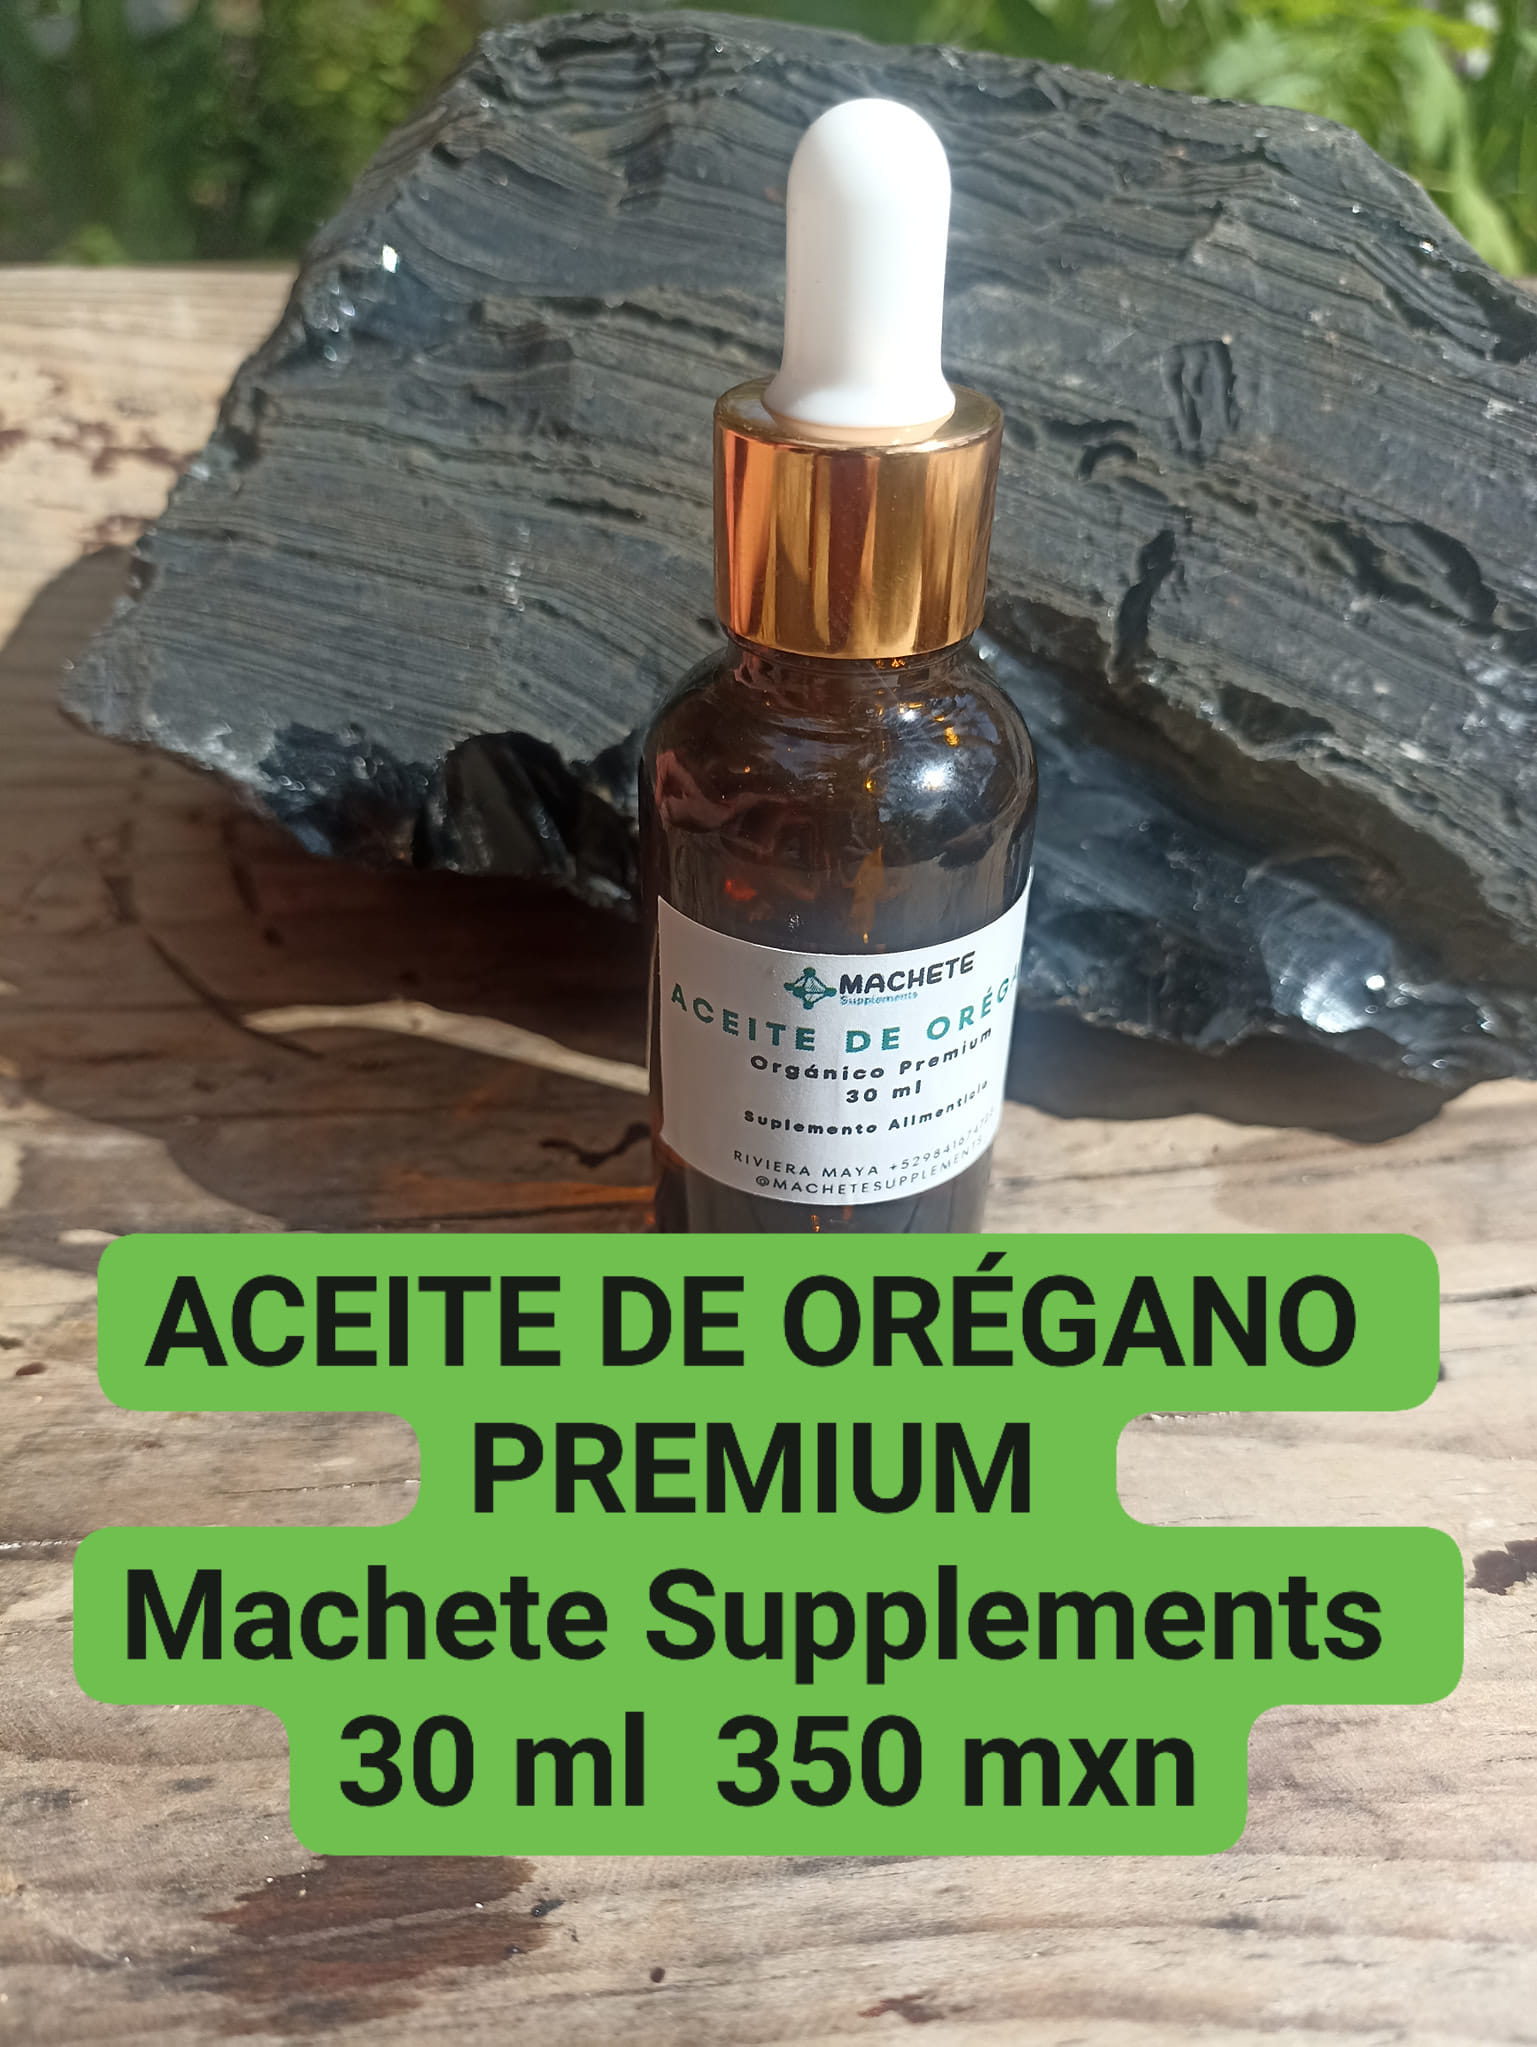 MACHETE
Supplements
ACEITE DE
Orgánico Premium
30 ml
Suplemento Alimenticio
RIVIERA MAYA
@MACHETESUPPLEMENTS
ACEITE DE ORÉGANO
PREMIUM
Machete Supplements
30 ml 350 mxn